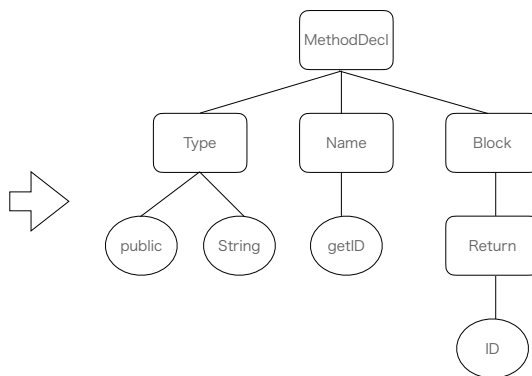 MethodDecl
Type
Name
Block
public
String
getID
Return
ID